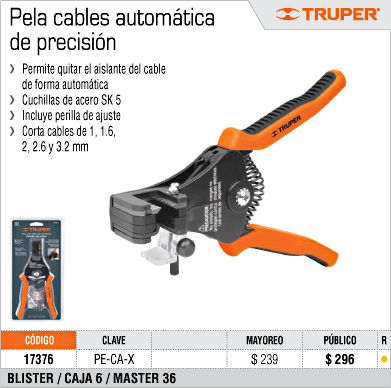 Pela cables automática
de precisión
TRUPER®
Permite quitar el aislante del cable
de forma automática
Cuchillas de acero SK 5
Incluye perilla de ajuste
Corta cables de 1, 1.6,
2, 2.6 y 3.2 mm
TRUPER
PRECAUCIÓN
TRUPER
CÓDIGO CLAVE MAYOREO PÚBLICO R
17376 PE-CA-X $ 239 $ 296
BLISTER / CAJA 6 / MASTER 36